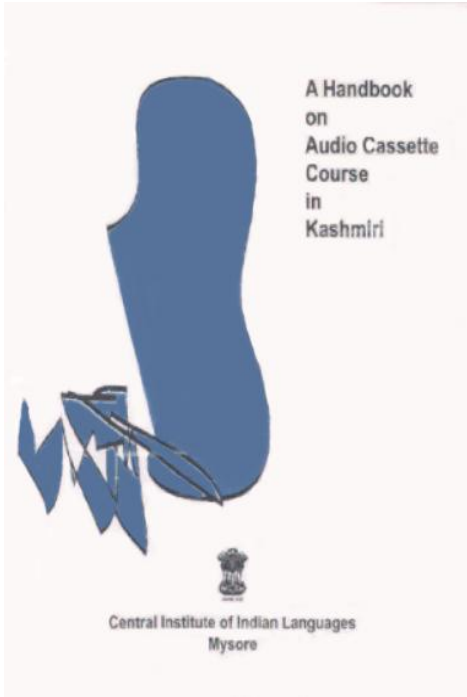 A Handbook
on
Audio Cassette
Course
in
Kashmiri
Central Institute of Indian Languages
Mysore